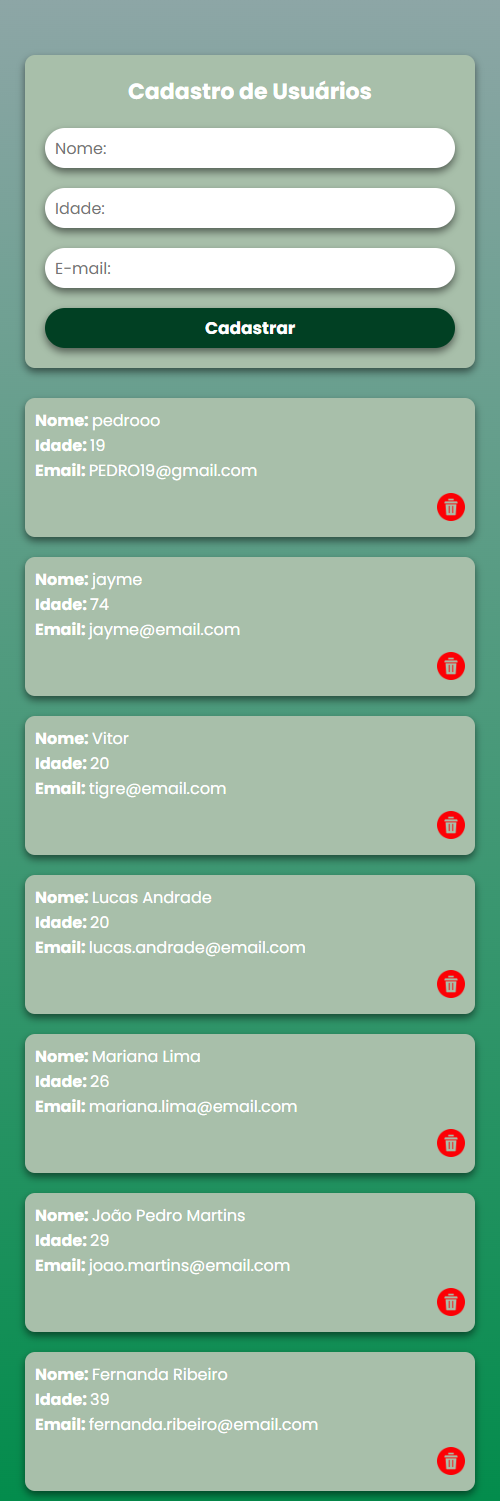 Cadastro de Usuários
Nome:
Idade:
E-mail:
Cadastrar
Nome: pedrooo
Idade: 19
Email: PEDRO19@gmail.com
Nome: jayme
Idade: 74
Email: jayme@email.com
Nome: Vitor
Idade: 20
Email: tigre@email.com
Nome: Lucas Andrade
Idade: 20
Email: lucas.andrade@email.com
Nome: Mariana Lima
Idade: 26
Email: mariana.lima@email.com
Nome: João Pedro Martins
Idade: 29
Email: joao.martins@email.com
Nome: Fernanda Ribeiro
Idade: 39
Email: fernanda.ribeiro@email.com